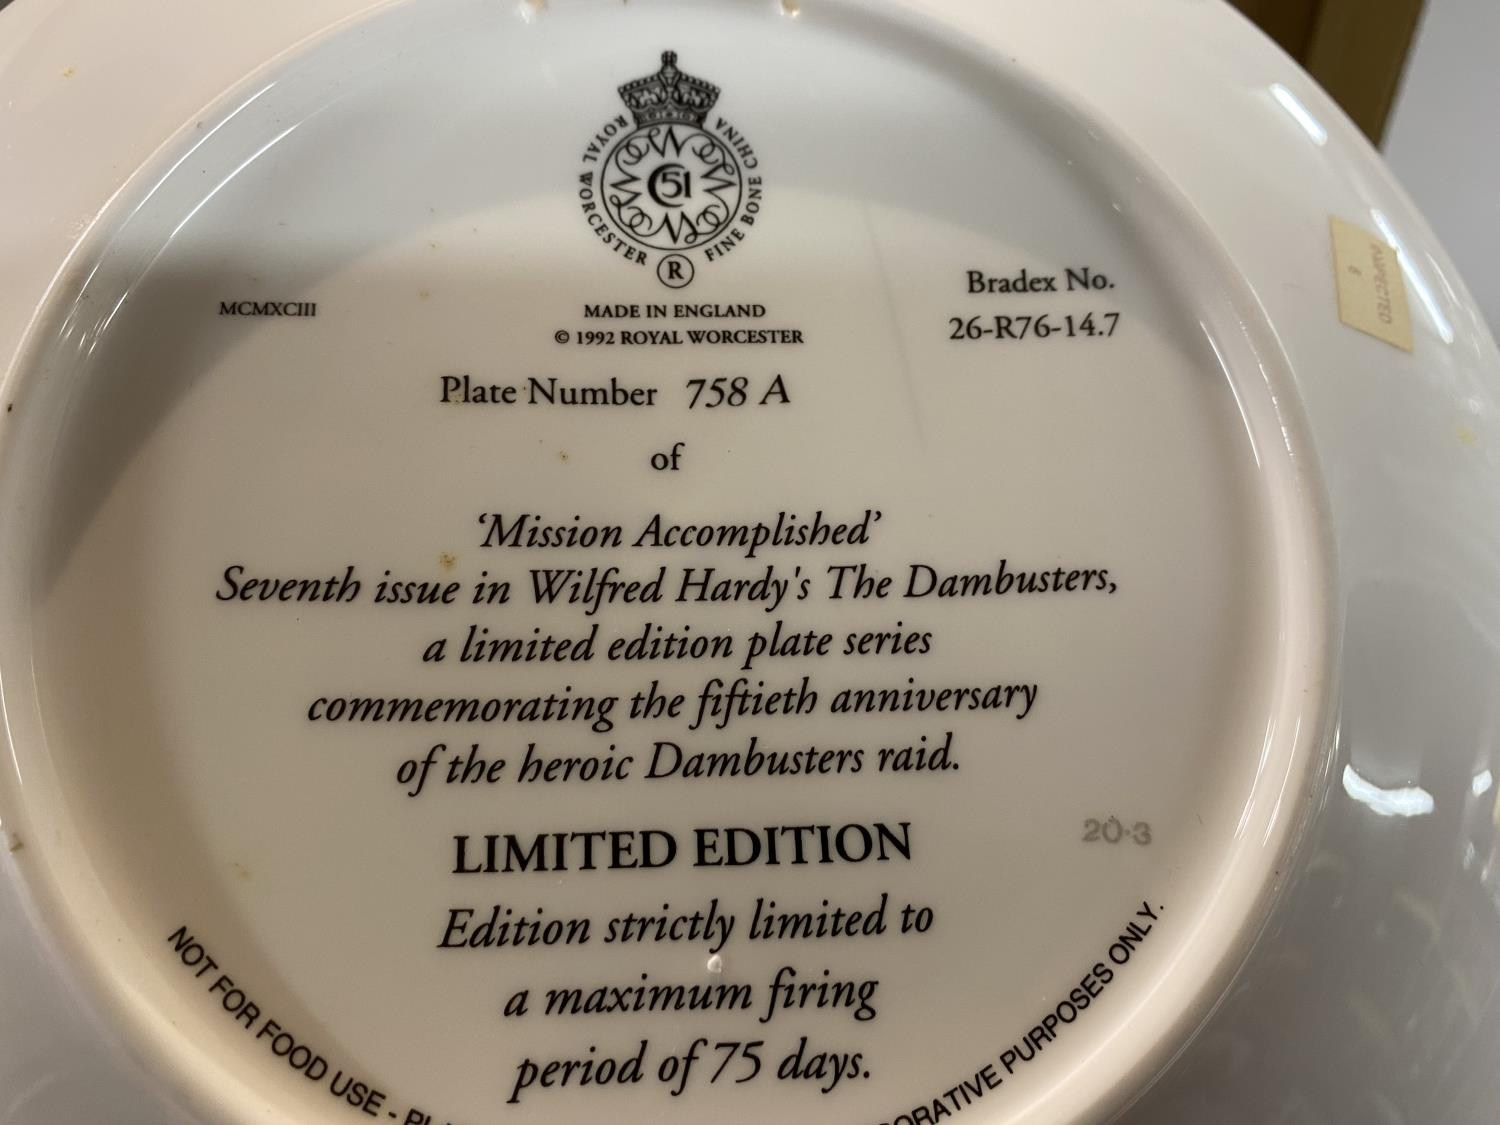 ROYAL WORCESTER FINE BONE CHINA
C 51
R
MCMXCIII
MADE IN ENGLAND
© 1992 ROYAL WORCESTER
Bradex No.
26-R76-14.7
Plate Number 758 A
of
‘Mission Accomplished’
Seventh issue in Wilfred Hardy's The Dambusters,
a limited edition plate series
commemorating the fiftieth anniversary
of the heroic Dambusters raid.
LIMITED EDITION
20·3
Edition strictly limited to
a maximum firing
period of 75 days.
NOT FOR FOOD USE - PURPOSES ONLY.